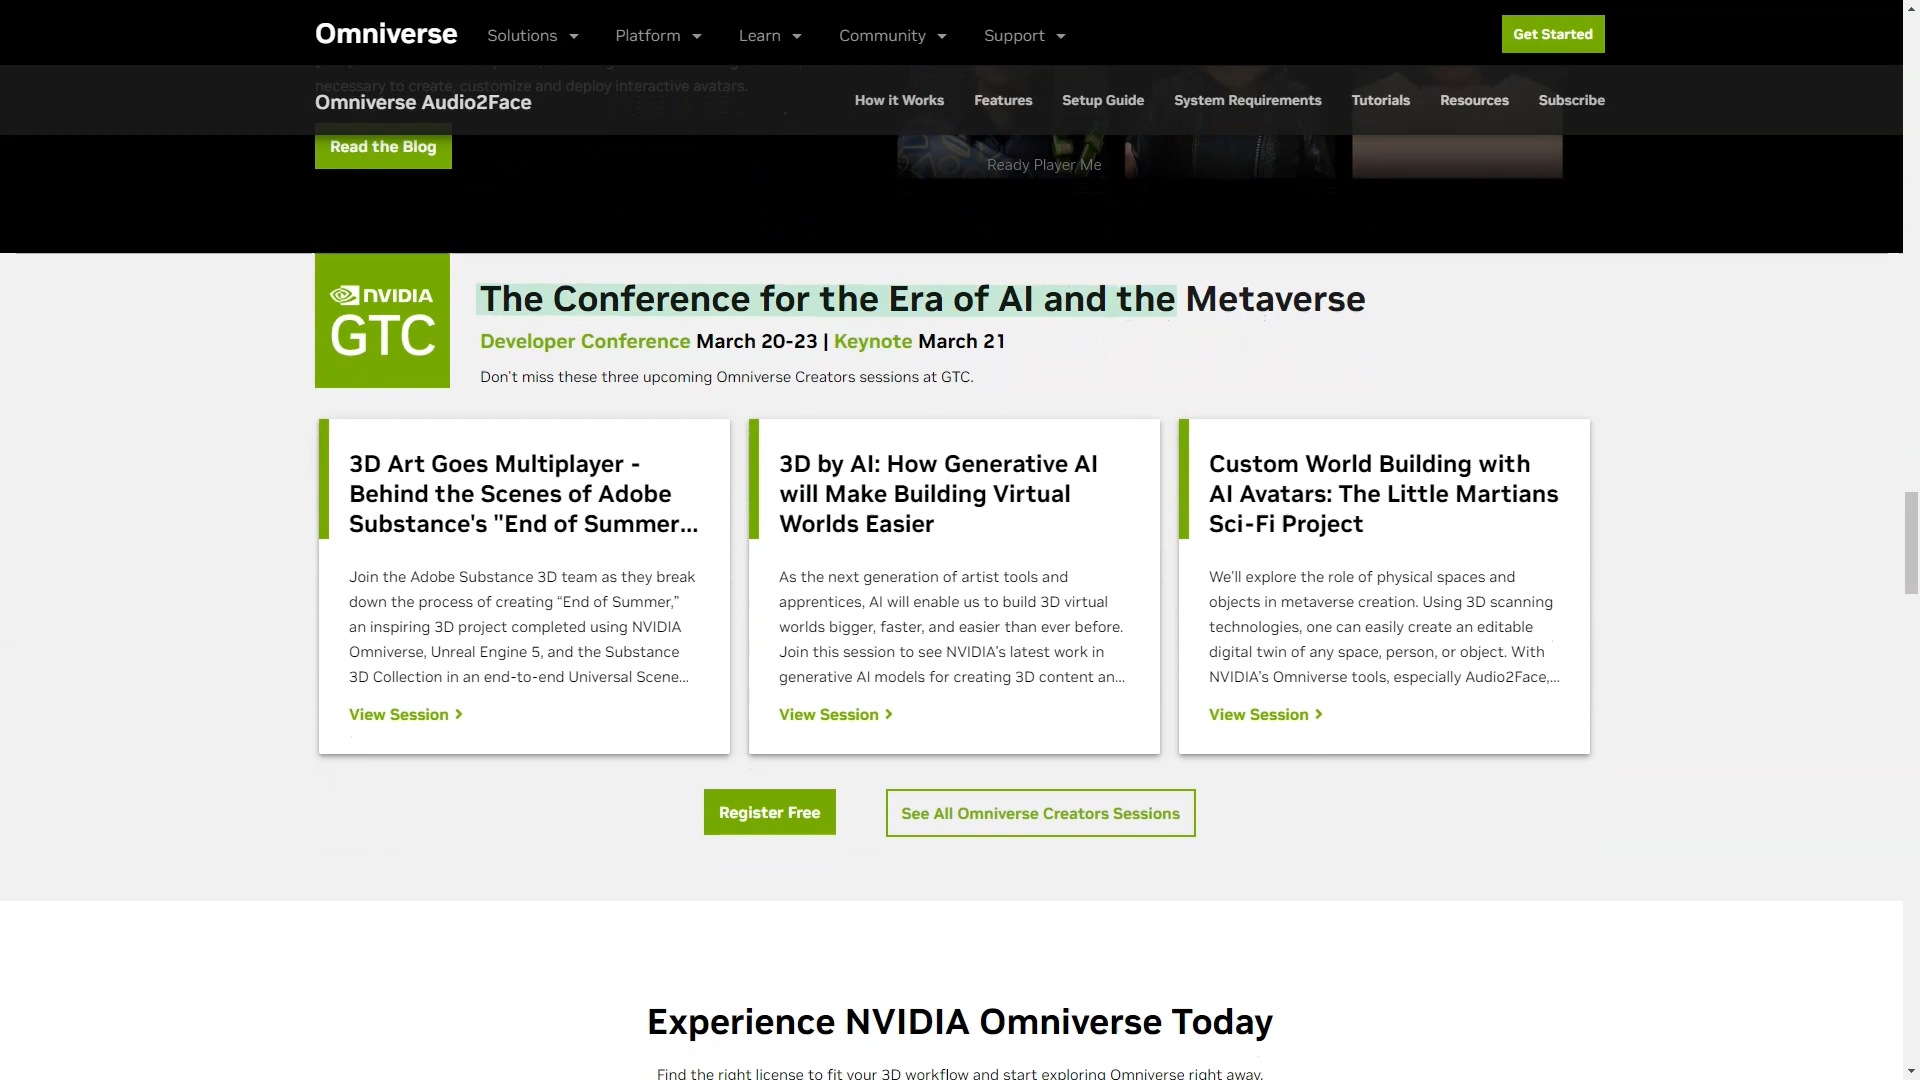 Omniverse
Solutions
Platform
Learn
Community
Support
Get Started
necessary to create, customize and deploy interactive avatars.
Omniverse Audio2Face
How it Works
Features
Setup Guide
System Requirements
Tutorials
Resources
Subscribe
Read the Blog
Ready Player Me
NVIDIA
GTC
The Conference for the Era of AI and the Metaverse
Developer Conference March 20-23 | Keynote March 21
Don't miss these three upcoming Omniverse Creators sessions at GTC.
3D Art Goes Multiplayer -
Behind the Scenes of Adobe
Substance's "End of Summer...
Join the Adobe Substance 3D team as they break
down the process of creating “End of Summer,”
an inspiring 3D project completed using NVIDIA
Omniverse, Unreal Engine 5, and the Substance
3D Collection in an end-to-end Universal Scene...
View Session
3D by AI: How Generative AI
will Make Building Virtual
Worlds Easier
As the next generation of artist tools and
apprentices, AI will enable us to build 3D virtual
worlds bigger, faster, and easier than ever before.
Join this session to see NVIDIA’s latest work in
generative AI models for creating 3D content an...
View Session
Custom World Building with
AI Avatars: The Little Martians
Sci-Fi Project
We’ll explore the role of physical spaces and
objects in metaverse creation. Using 3D scanning
technologies, one can easily create an editable
digital twin of any space, person, or object. With
NVIDIA’s Omniverse tools, especially Audio2Face,...
View Session
Register Free
See All Omniverse Creators Sessions
Experience NVIDIA Omniverse Today
Find the right license to fit your 3D workflow and start exploring Omniverse right away.